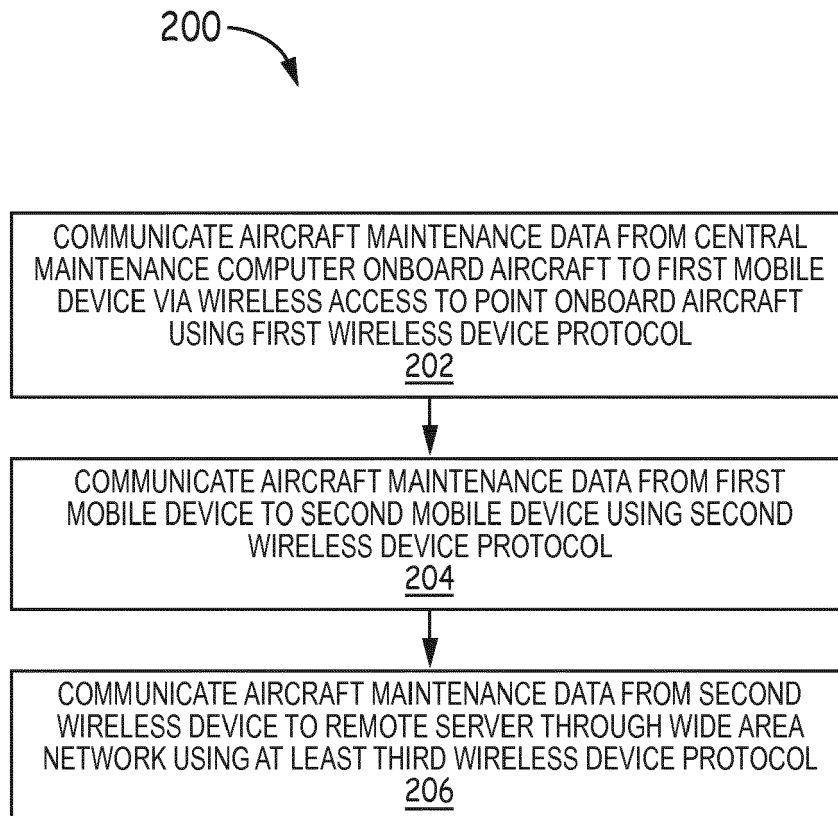 200
COMMUNICATE AIRCRAFT MAINTENANCE DATA FROM CENTRAL
MAINTENANCE COMPUTER ONBOARD AIRCRAFT TO FIRST MOBILE
DEVICE VIA WIRELESS ACCESS TO POINT ONBOARD AIRCRAFT
USING FIRST WIRELESS DEVICE PROTOCOL
202
COMMUNICATE AIRCRAFT MAINTENANCE DATA FROM FIRST
MOBILE DEVICE TO SECOND MOBILE DEVICE USING SECOND
WIRELESS DEVICE PROTOCOL
204
COMMUNICATE AIRCRAFT MAINTENANCE DATA FROM SECOND
WIRELESS DEVICE TO REMOTE SERVER THROUGH WIDE AREA
NETWORK USING AT LEAST THIRD WIRELESS DEVICE PROTOCOL
206